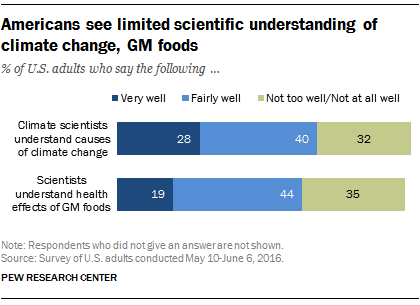 Americans see limited scientific understanding of
climate change, GM foods
% of U.S. adults who say the following ...
Very well Fairly well Not too well/Not at all well
Climate scientists
understand causes
of climate change
28 40 32
Scientists
understand health
effects of GM foods
19 44 35
Note: Respondents who did not give an answer are not shown.
Source: Survey of U.S. adults conducted May 10-June 6, 2016.
PEW RESEARCH CENTER